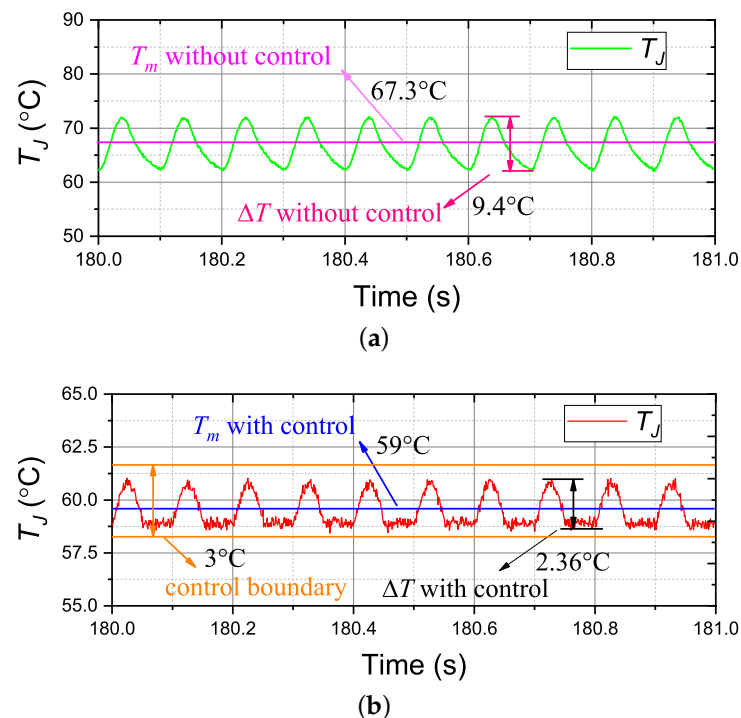 90
80
70
60
50
T_J (°C)
T_m without control
67.3°C
T_J
ΔT without control
9.4°C
180.0 180.2 180.4 180.6 180.8 181.0
Time (s)
(a)
65.0
62.5
60.0
57.5
55.0
T_J (°C)
T_m with control
59°C
T_J
3°C
control boundary
2.36°C
ΔT with control
180.0 180.2 180.4 180.6 180.8 181.0
Time (s)
(b)